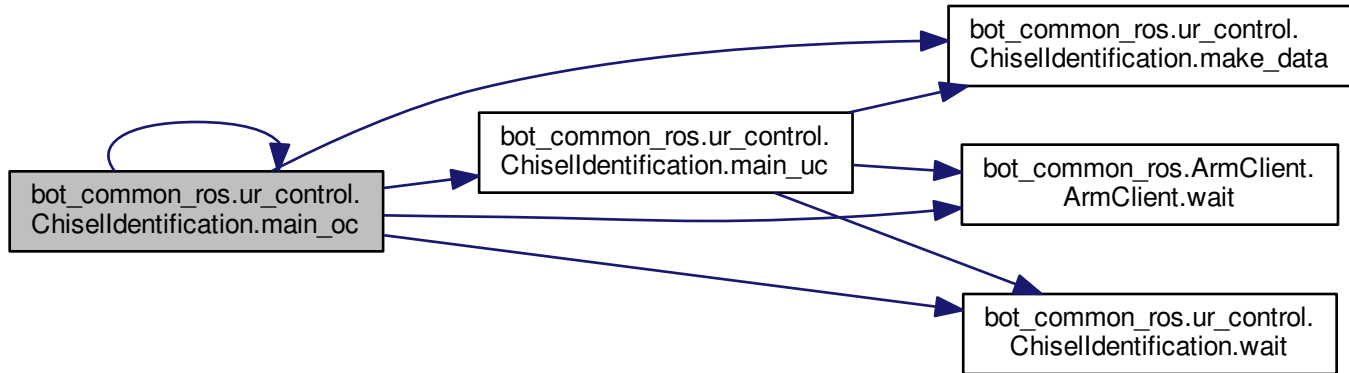 bot_common_ros.ur_control.
ChiselIdentification.main_oc
bot_common_ros.ur_control.
ChiselIdentification.main_uc
bot_common_ros.ur_control.
ChiselIdentification.make_data
bot_common_ros.ArmClient.
ArmClient.wait
bot_common_ros.ur_control.
ChiselIdentification.wait